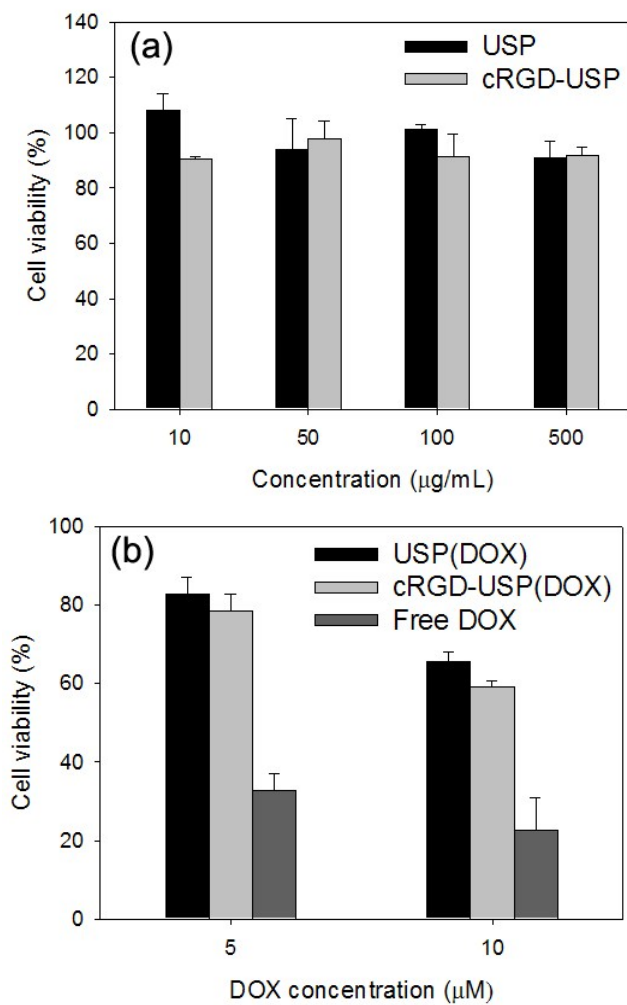 (a)
USP
cRGD-USP
140
120
100
80
60
40
20
0
Cell viability (%)
10 50 100 500
Concentration (μg/mL)
(b)
USP(DOX)
cRGD-USP(DOX)
Free DOX
100
80
60
40
20
0
Cell viability (%)
5 10
DOX concentration (μM)